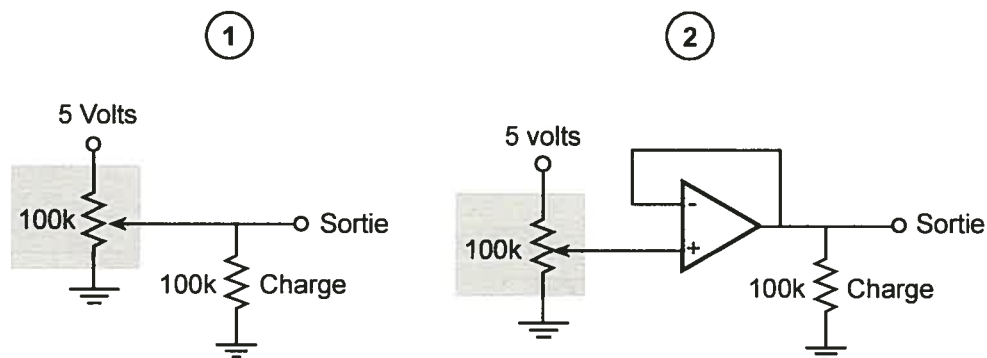 1
2
5 Volts
100k
Sortie
100k Charge
5 volts
100k
-
+
Sortie
100k Charge